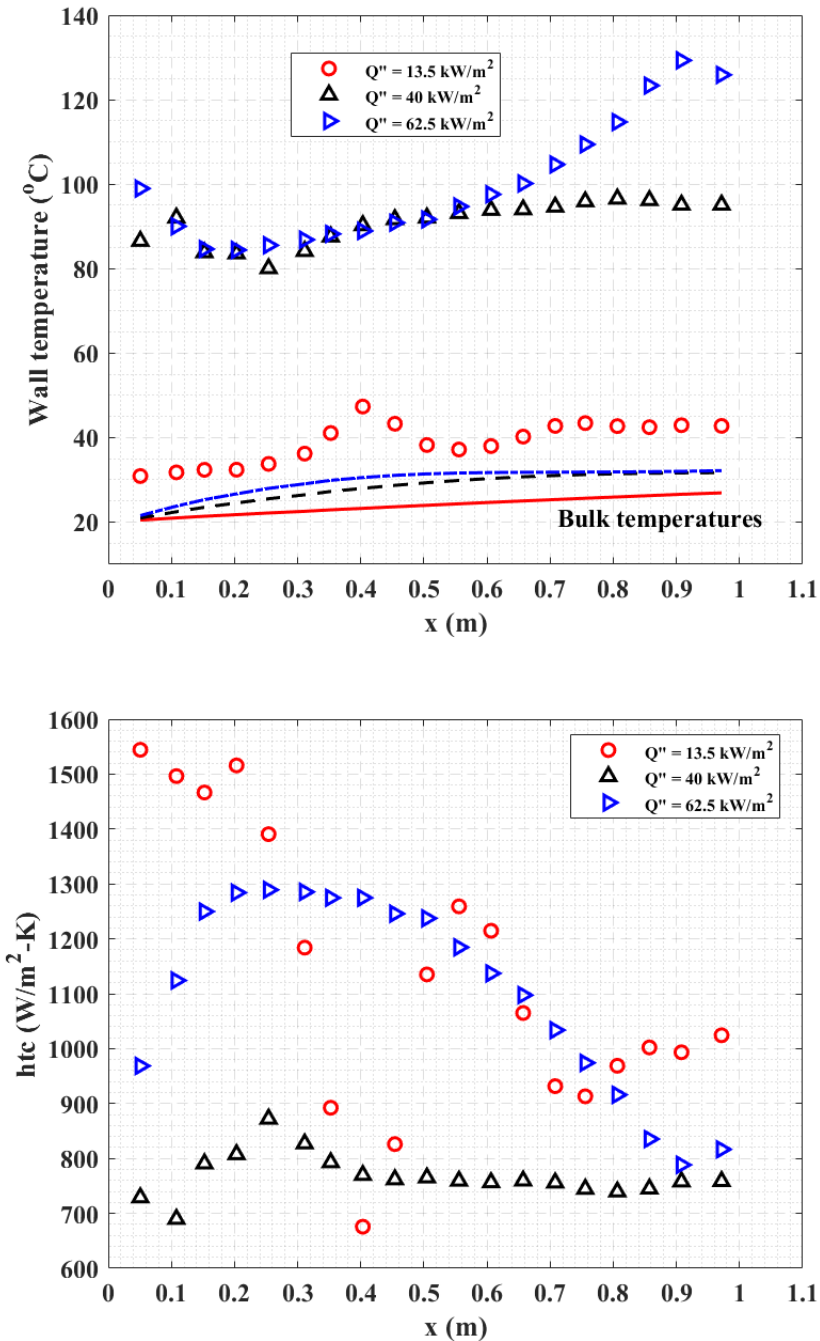 140
120
100
80
60
40
20
Wall temperature (°C)
Q" = 13.5 kW/m²
Q" = 40 kW/m²
Q" = 62.5 kW/m²
Bulk temperatures
0 0.1 0.2 0.3 0.4 0.5 0.6 0.7 0.8 0.9 1 1.1
x (m)
1600
1500
1400
1300
1200
1100
1000
900
800
700
600
htc (W/m²-K)
Q" = 13.5 kW/m²
Q" = 40 kW/m²
Q" = 62.5 kW/m²
0 0.1 0.2 0.3 0.4 0.5 0.6 0.7 0.8 0.9 1 1.1
x (m)